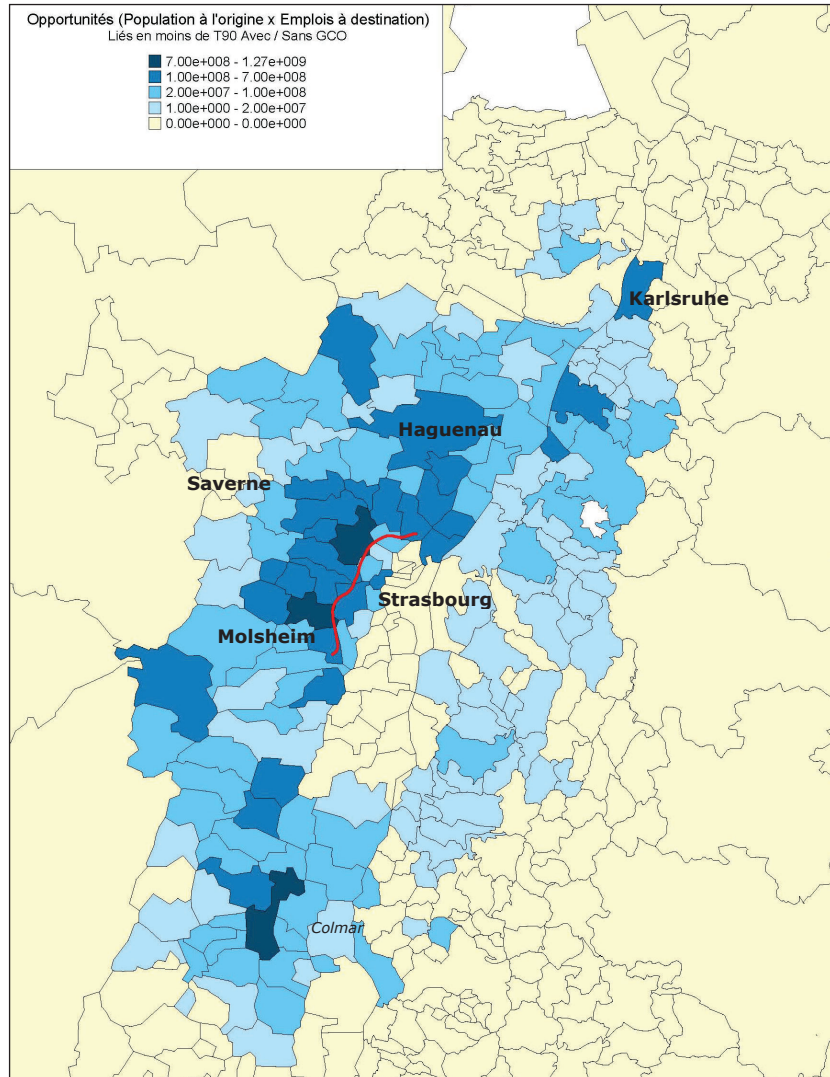 Opportunités (Population à l'origine x Emplois à destination)
Liés en moins de T90 Avec / Sans GCO
7.00e+008 - 1.27e+009
1.00e+008 - 7.00e+008
2.00e+007 - 1.00e+008
1.00e+000 - 2.00e+007
0.00e+000 - 0.00e+000
Karlsruhe
Haguenau
Saverne
Strasbourg
Molsheim
Colmar